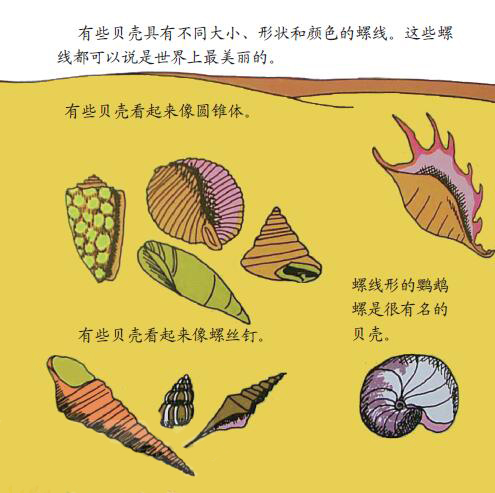 有些贝壳具有不同大小、形状和颜色的螺线。这些螺
线都可以说是世界上最美丽的。
有些贝壳看起来像圆锥体。
螺线形的鹦鹉
螺是很有名的
贝壳。
有些贝壳看起来像螺丝钉。